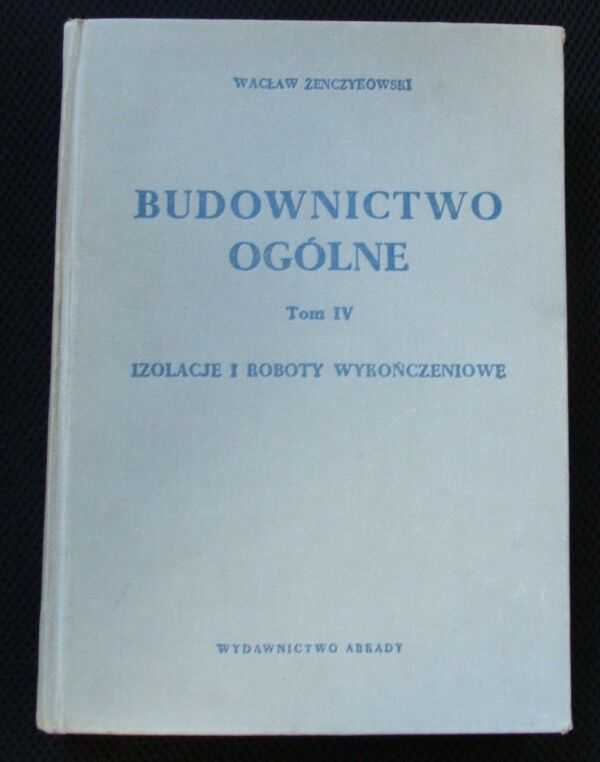 WACŁAW ŻENCZYKOWSKI
BUDOWNICTWO
OGÓLNE
Tom IV
IZOLACJE I ROBOTY WYKOŃCZENIOWE
WYDAWNICTWO ARKADY